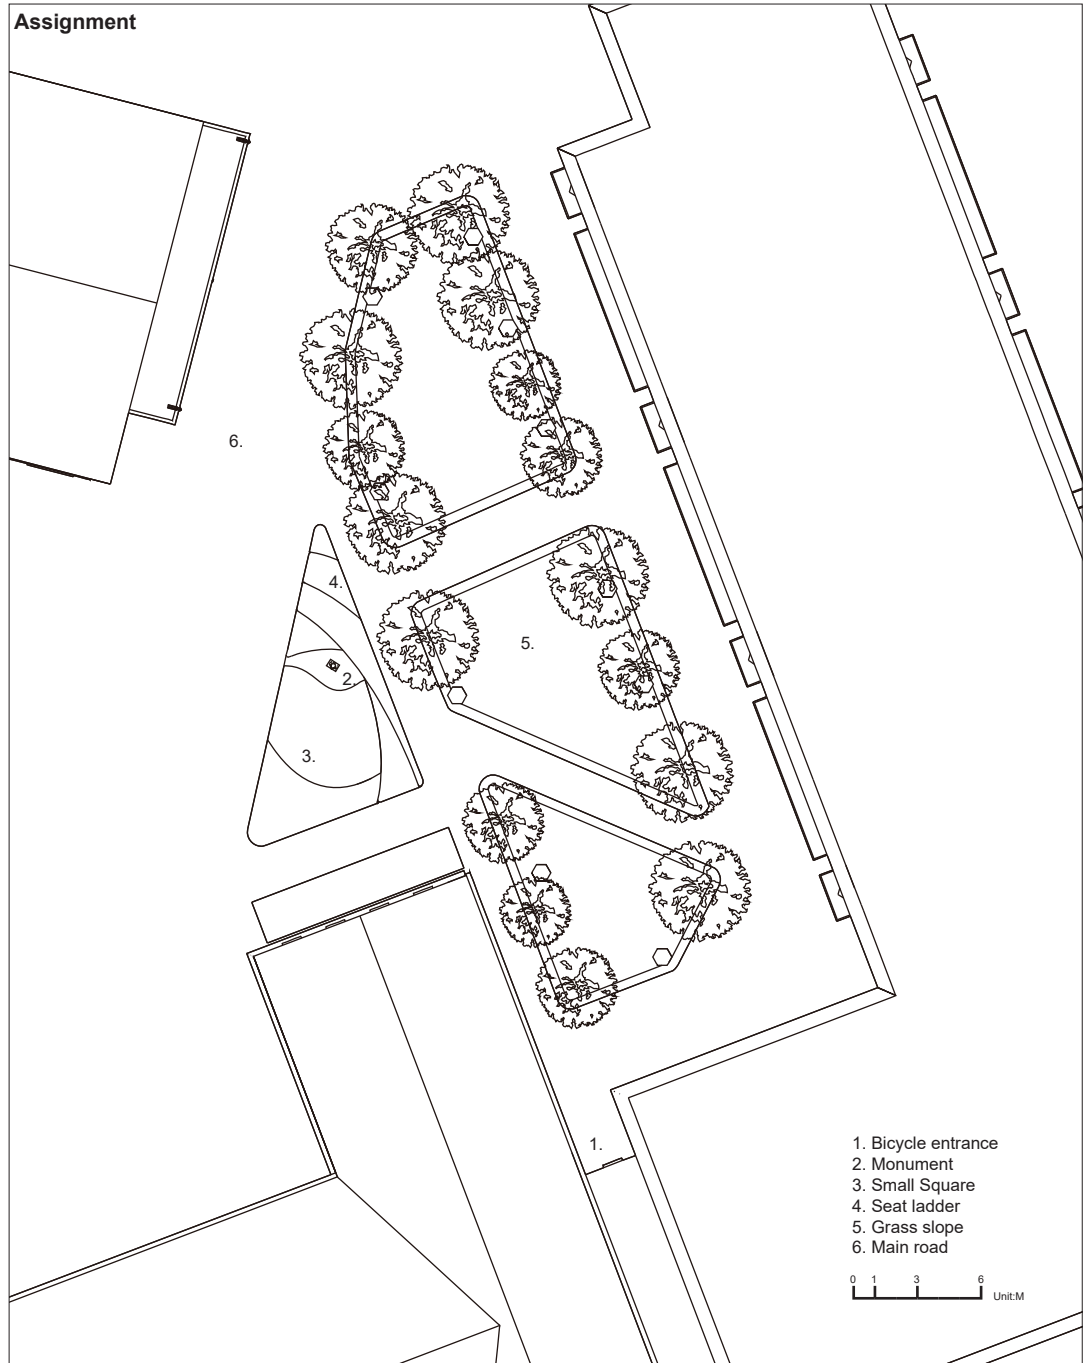 Assignment
6.
4.
5.
2.
3.
1.
1. Bicycle entrance
2. Monument
3. Small Square
4. Seat ladder
5. Grass slope
6. Main road
0 1 3 6
Unit:M